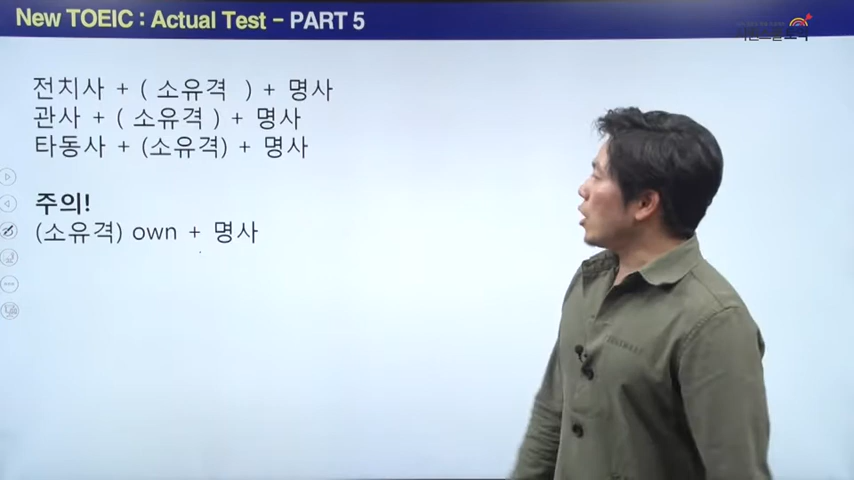 New TOEIC : Actual Test - PART 5
전치사 + ( 소유격 ) + 명사
관사 + ( 소유격 ) + 명사
타동사 + (소유격) + 명사
주의!
(소유격) own + 명사